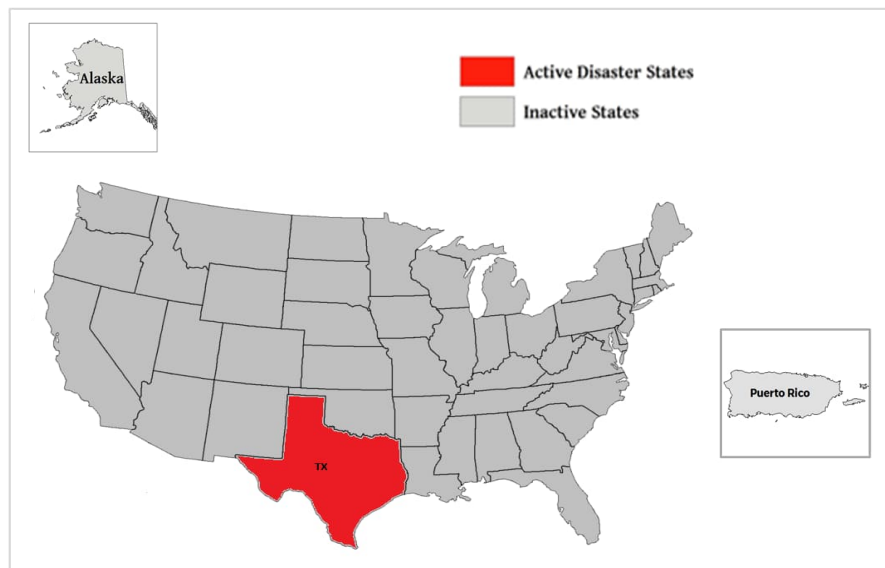 Alaska
Active Disaster States
Inactive States
TX
Puerto Rico